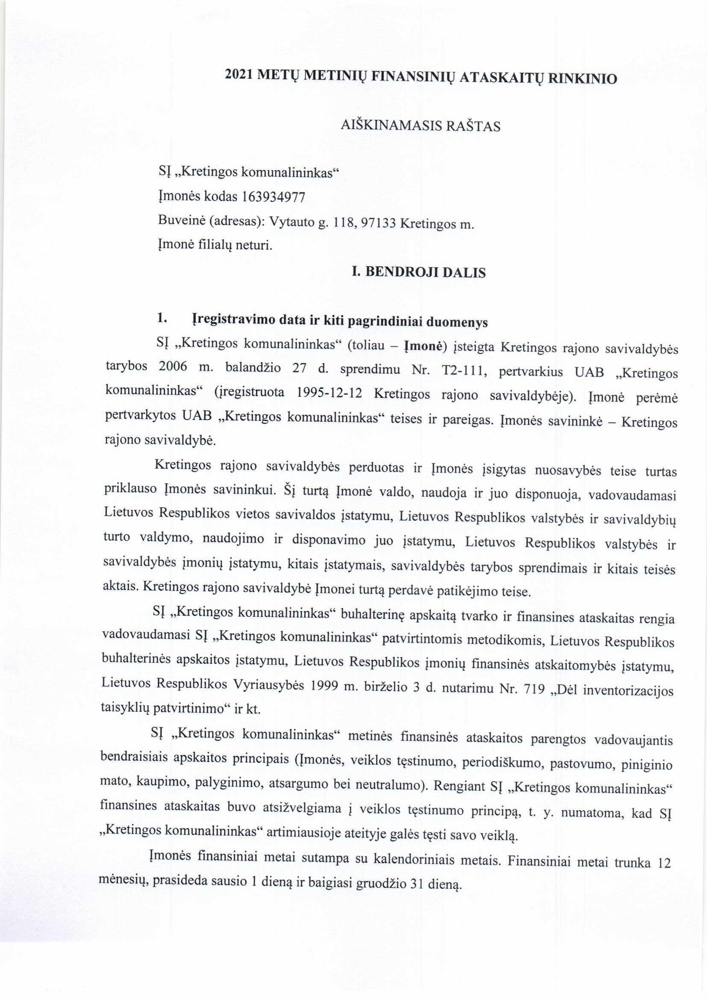 2021 METŲ METINIŲ FINANSINIŲ ATASKAITŲ RINKINIO
AIŠKINAMASIS RAŠTAS
SĮ „Kretingos komunalininkas“
Įmonės kodas 163934977
Buveinė (adresas): Vytauto g. 118, 97133 Kretingos m.
Įmonė filialų neturi.
I. BENDROJI DALIS
1. Įregistravimo data ir kiti pagrindiniai duomenys
SĮ „Kretingos komunalininkas“ (toliau – Įmonė) įsteigta Kretingos rajono savivaldybės
tarybos 2006 m. balandžio 27 d. sprendimu Nr. T2-111, pertvarkius UAB „Kretingos
komunalininkas“ (įregistruota 1995-12-12 Kretingos rajono savivaldybėje). Įmonė perėmė
pertvarkytos UAB „Kretingos komunalininkas“ teises ir pareigas. Įmonės savininkė – Kretingos
rajono savivaldybė.
Kretingos rajono savivaldybės perduotas ir Įmonės įsigytas nuosavybės teise turtas
priklauso Įmonės savininkui. Šį turtą Įmonė valdo, naudoja ir juo disponuoja, vadovaudamasi
Lietuvos Respublikos vietos savivaldos įstatymu, Lietuvos Respublikos valstybės ir savivaldybių
turto valdymo, naudojimo ir disponavimo juo įstatymu, Lietuvos Respublikos valstybės ir
savivaldybės įmonių įstatymu, kitais įstatymais, savivaldybės tarybos sprendimais ir kitais teisės
aktais. Kretingos rajono savivaldybė Įmonei turtą perdavė patikėjimo teise.
SĮ „Kretingos komunalininkas“ buhalterinę apskaitą tvarko ir finansines ataskaitas rengia
vadovaudamasi SĮ „Kretingos komunalininkas“ patvirtintomis metodikomis, Lietuvos Respublikos
buhalterinės apskaitos įstatymu, Lietuvos Respublikos įmonių finansinės atskaitomybės įstatymu,
Lietuvos Respublikos Vyriausybės 1999 m. birželio 3 d. nutarimu Nr. 719 „Dėl inventorizacijos
taisyklių patvirtinimo“ ir kt.
SĮ „Kretingos komunalininkas“ metinės finansinės ataskaitos parengtos vadovaujantis
bendraisiais apskaitos principais (Įmonės, veiklos tęstinumo, periodiškumo, pastovumo, piniginio
mato, kaupimo, palyginimo, atsargumo bei neutralumo). Rengiant SĮ „Kretingos komunalininkas“
finansines ataskaitas buvo atsižvelgiama į veiklos tęstinumo principą, t. y. numatoma, kad SĮ
„Kretingos komunalininkas“ artimiausioje ateityje galės tęsti savo veiklą.
Įmonės finansiniai metai sutampa su kalendoriniais metais. Finansiniai metai trunka 12
mėnesių, prasideda sausio 1 dieną ir baigiasi gruodžio 31 dieną.